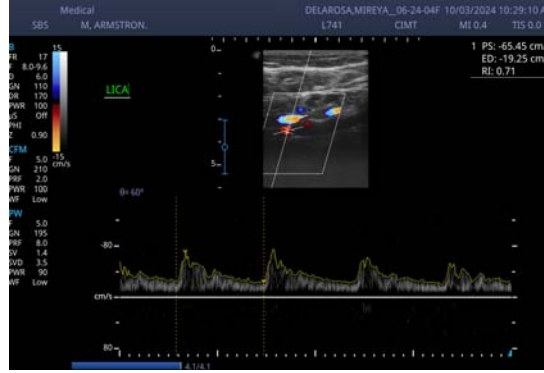 Medical
DELAROSA,MIREYA_,06-24-04F 10/03/2024 10:29:10 A
SBS
M, ARMSTRON.
L741
CIMT
MI 0.4
TIS 0.0
B
FR 17
F 8.0-9.6
D 6.0
GN 110
DR 170
PWR 100
µS Off
PHI
Z 0.90
15
-15
cm/s
CFM
F 5.0
GN 210
PRF 2.0
PWR 100
WF Low
PW
F 5.0
GN 195
PRF 8.0
SV 1.4
SVD 3.5
PWR 90
WF Low
LICA
0
5
1 PS: -65.45 cm/
ED: -19.25 cm/
RI: 0.71
θ< 60°
-80
cm/s
80
4.1/4.1